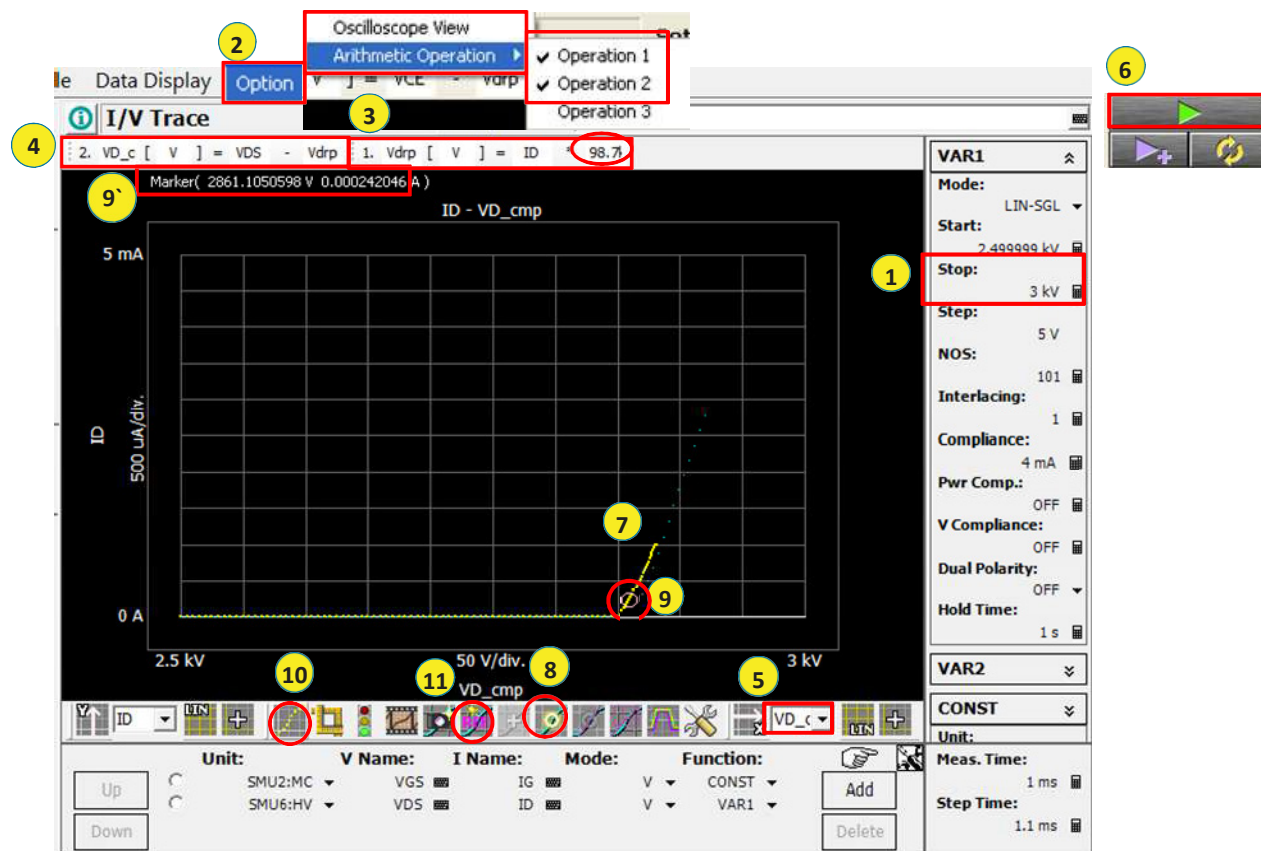 Oscilloscope View
Arithmetic Operation
Operation 1
Operation 2
Operation 3
2
6
le Data Display Option V ] = VCE - Vdrp
I/V Trace
3
4
2. VD_c [ V ] = VDS - Vdrp 1. Vdrp [ V ] = ID * 98.7k
9`
Marker( 2861.1050598 V 0.000242046 A )
ID - VD_cmp
5 mA
ID
500 uA/div.
0 A
7
9
2.5 kV
50 V/div.
3 kV
VD_cmp
10
11
8
5
1
VAR1
Mode:
LIN-SGL
Start:
2.499999 kV
Stop:
3 kV
Step:
5 V
NOS:
101
Interlacing:
1
Compliance:
4 mA
Pwr Comp.:
OFF
V Compliance:
OFF
Dual Polarity:
OFF
Hold Time:
1 s
VAR2
CONST
Unit:
Y
ID
LIN
VD_c
LIN
Unit: V Name: I Name: Mode: Function:
Up
SMU2:MC VGS IG V CONST
SMU6:HV VDS ID V VAR1
Down
Add
Delete
Meas. Time:
1 ms
Step Time:
1.1 ms